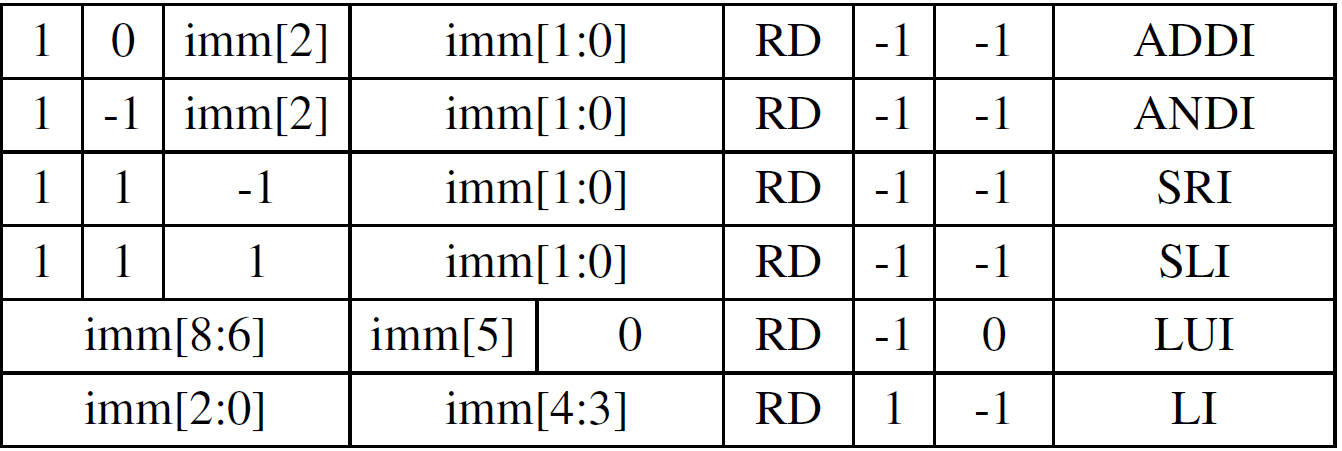 1 0 imm[2] imm[1:0] RD -1 -1 ADDI
1 -1 imm[2] imm[1:0] RD -1 -1 ANDI
1 1 -1 imm[1:0] RD -1 -1 SRI
1 1 1 imm[1:0] RD -1 -1 SLI
imm[8:6] imm[5] 0 RD -1 0 LUI
imm[2:0] imm[4:3] RD 1 -1 LI